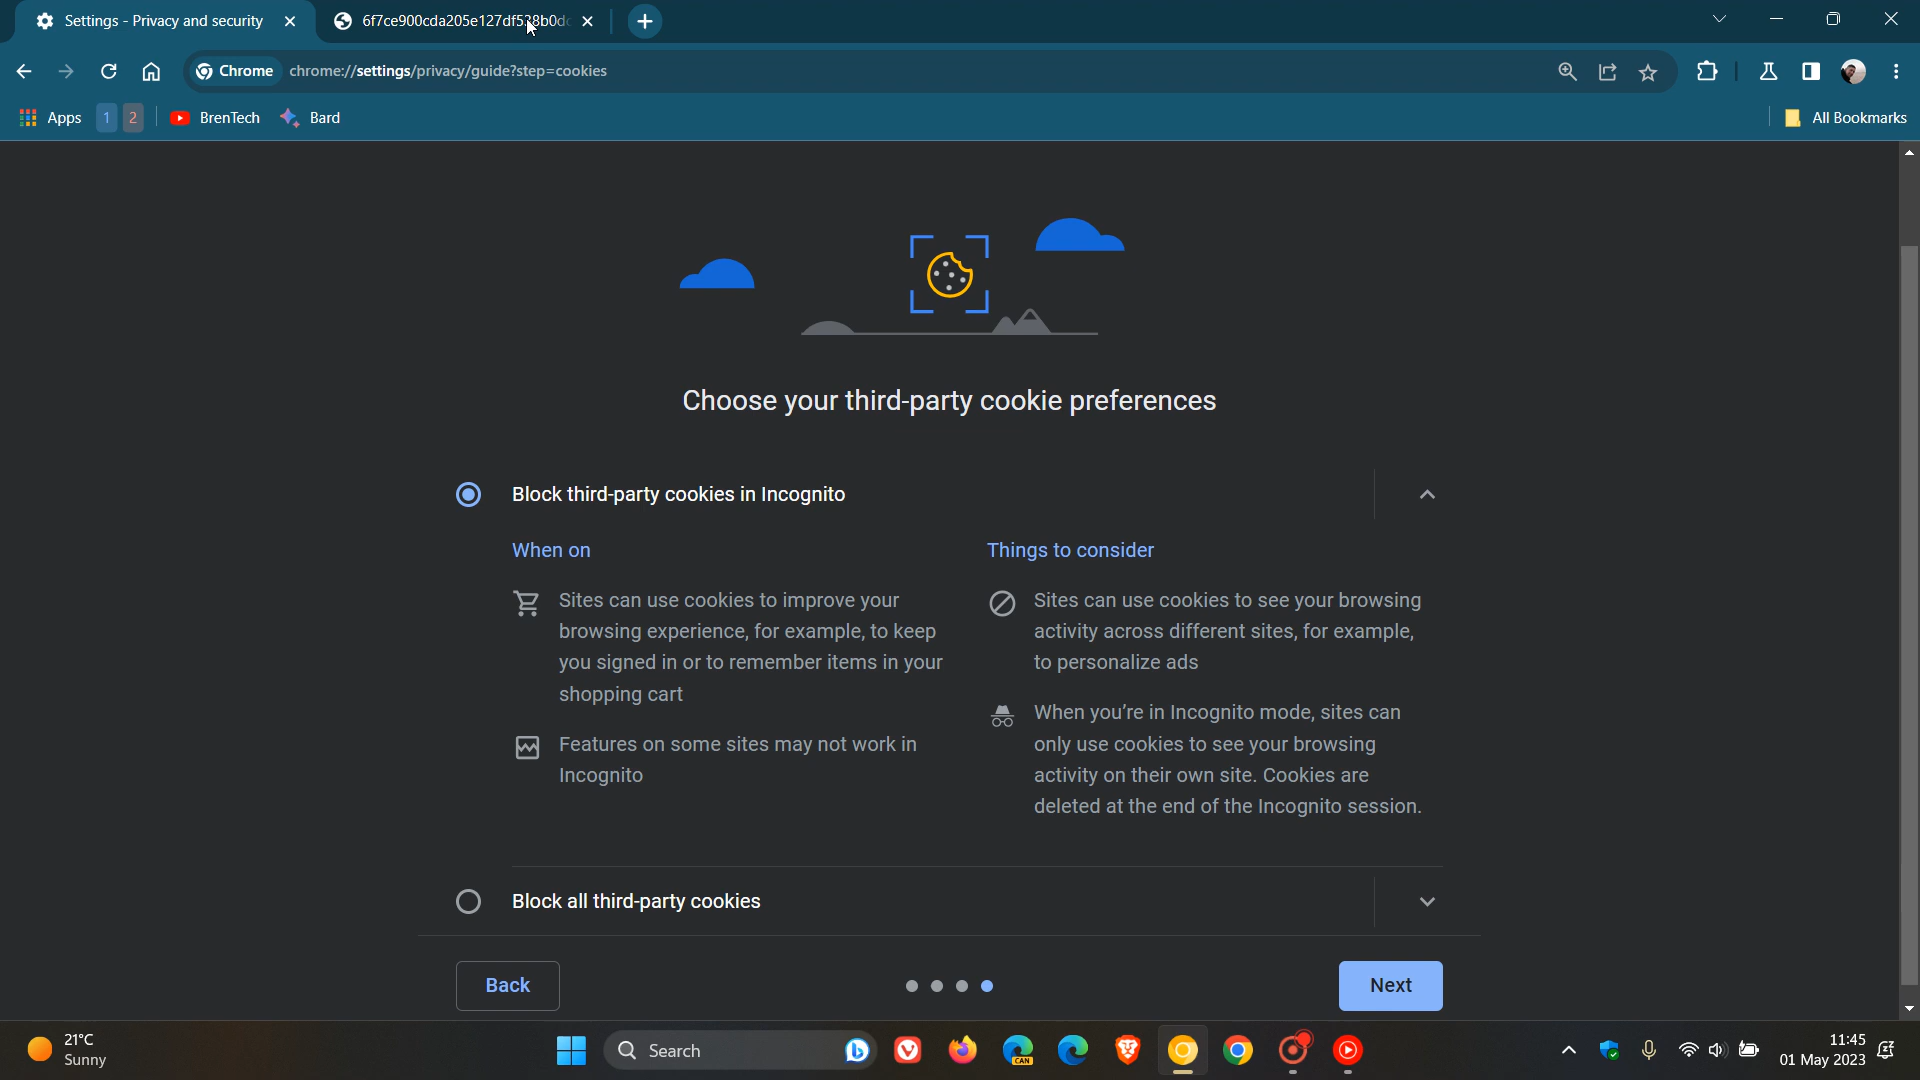 Settings - Privacy and security
6f7ce900cda205e127df538b0dc
Chrome
chrome://settings/privacy/guide?step=cookies
Apps
1
2
BrenTech
Bard
All Bookmarks
Choose your third-party cookie preferences
Block third-party cookies in Incognito
When on
Sites can use cookies to improve your
browsing experience, for example, to keep
you signed in or to remember items in your
shopping cart
Features on some sites may not work in
Incognito
Things to consider
Sites can use cookies to see your browsing
activity across different sites, for example,
to personalize ads
When you're in Incognito mode, sites can
only use cookies to see your browsing
activity on their own site. Cookies are
deleted at the end of the Incognito session.
Block all third-party cookies
Back
Next
21°C
Sunny
Search
CAN
11:45
01 May 2023